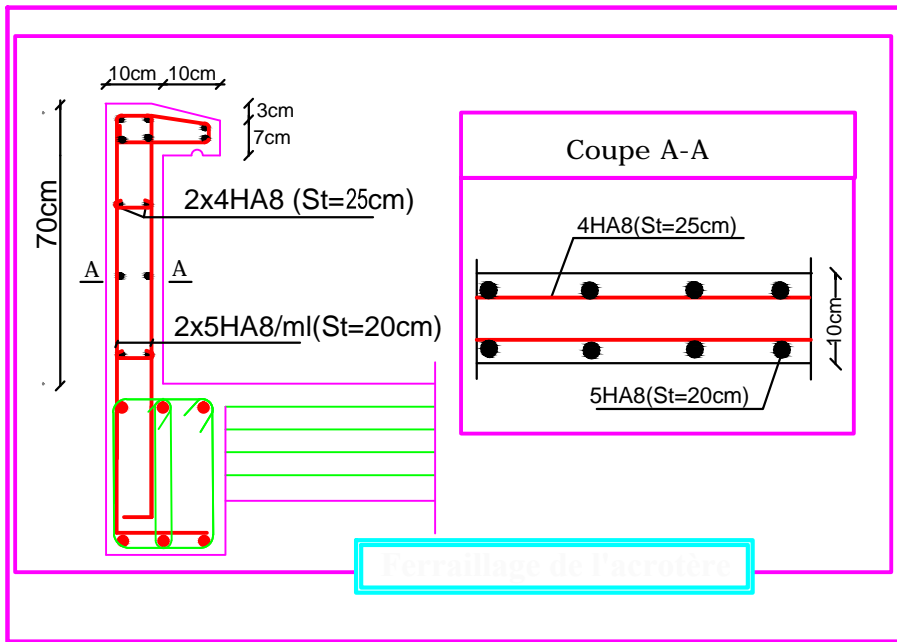 10cm 10cm
3cm
7cm
70cm
2x4HA8 (St=25cm)
A A
2x5HA8/ml(St=20cm)
Coupe A-A
4HA8(St=25cm)
10cm
5HA8(St=20cm)
Ferraillage de l'acrotère